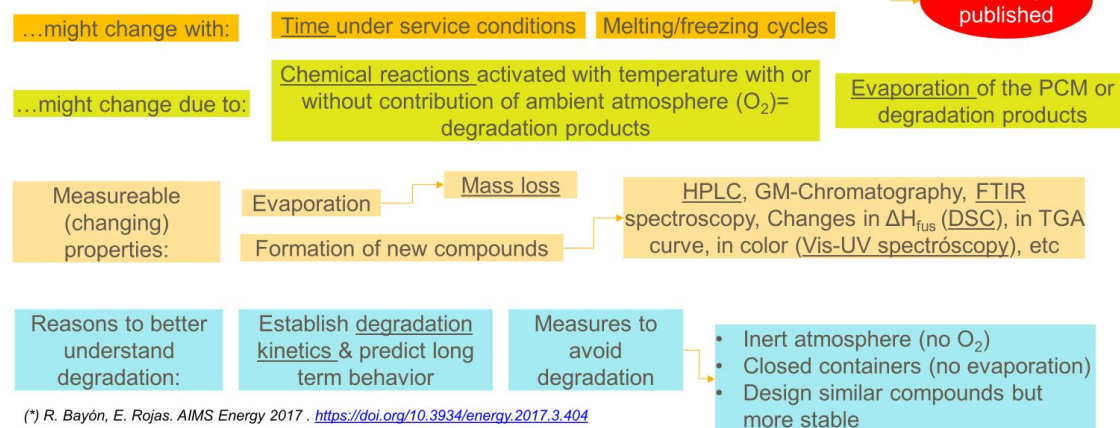 published
…might change with:
Time under service conditions
Melting/freezing cycles
…might change due to:
Chemical reactions activated with temperature with or
without contribution of ambient atmosphere (O₂)=
degradation products
Evaporation of the PCM or
degradation products
Measureable
(changing)
properties:
Evaporation
Mass loss
Formation of new compounds
HPLC, GM-Chromatography, FTIR
spectroscopy, Changes in ΔHfus (DSC), in TGA
curve, in color (Vis-UV spectróscopy), etc
Reasons to better
understand
degradation:
Establish degradation
kinetics & predict long
term behavior
Measures to
avoid
degradation
• Inert atmosphere (no O₂)
• Closed containers (no evaporation)
• Design similar compounds but
more stable
(*) R. Bayón, E. Rojas. AIMS Energy 2017 . https://doi.org/10.3934/energy.2017.3.404